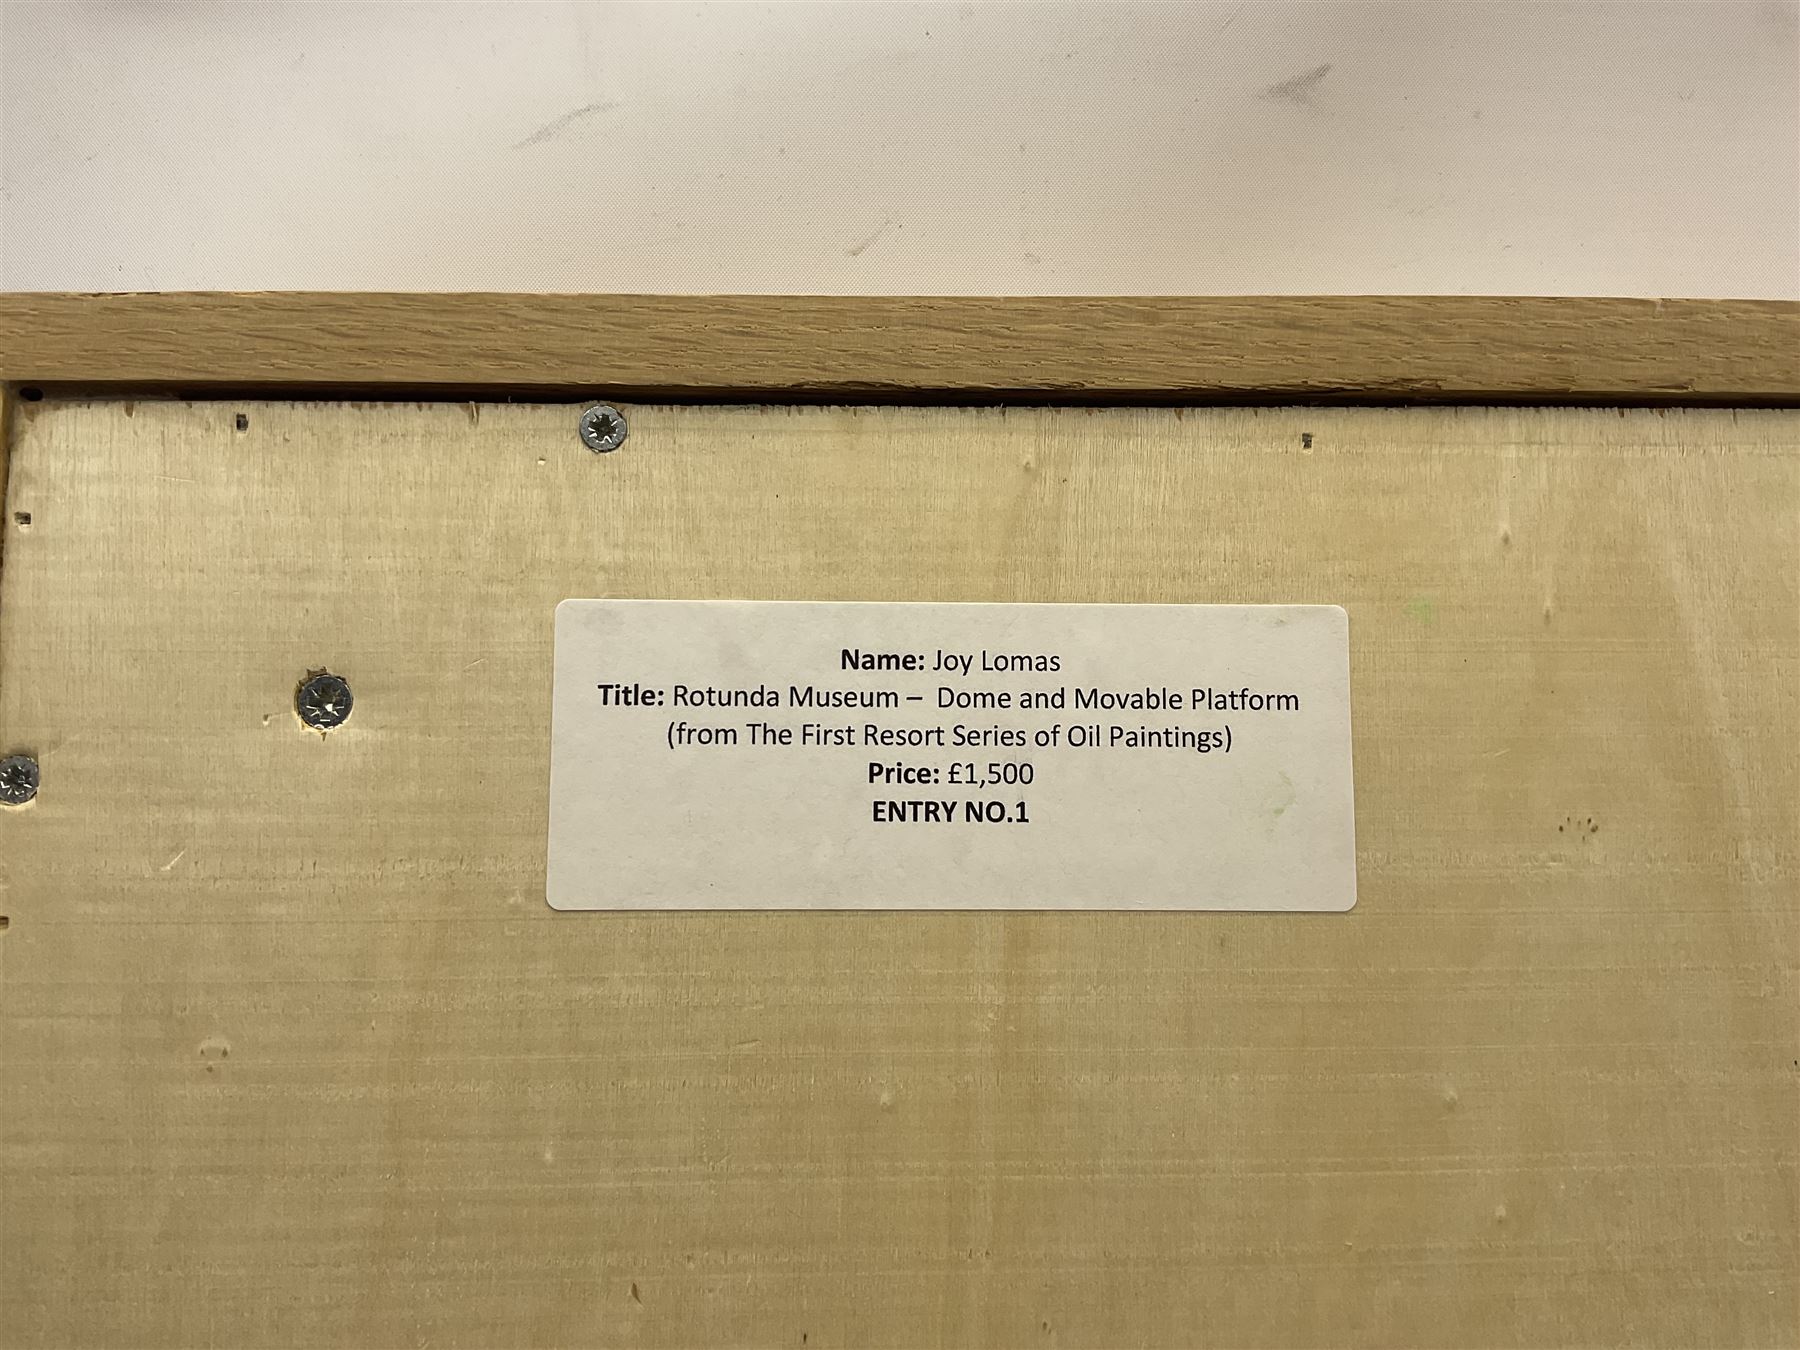 Name: Joy Lomas
Title: Rotunda Museum – Dome and Movable Platform
(from The First Resort Series of Oil Paintings)
Price: £1,500
ENTRY NO.1